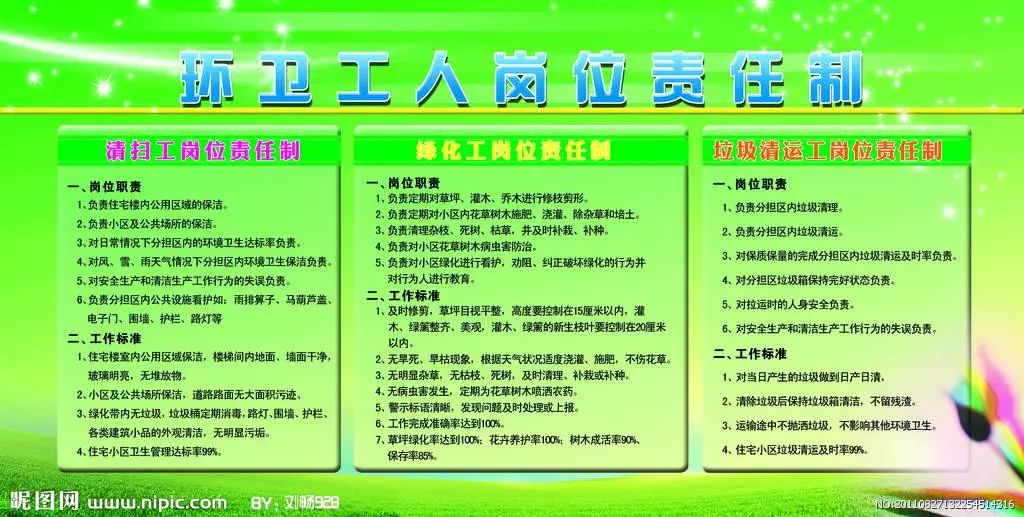 环卫工人岗位责任制
清扫工岗位责任制
一、岗位职责
1、负责住宅楼内公用区域的保洁。
2、负责小区及公共场所的保洁。
3、对日常情况下分担区内的环境卫生达标率负责。
4、对风、雪、雨天气情况下分担区内环境卫生保洁负责。
5、对安全生产和清洁生产工作行为的失误负责。
6、负责分担区内公共设施看护如：雨排箅子、马葫芦盖、
电子门、围墙、护栏、路灯等
二、工作标准
1、住宅楼室内公用区域保洁，楼梯间内地面、墙面干净，
玻璃明亮，无堆放物。
2、小区及公共场所保洁，道路路面无大面积污迹、
3、绿化带内无垃圾，垃圾桶定期消毒，路灯、围墙、护栏、
各类建筑小品的外观清洁，无明显污垢。
4、住宅小区卫生管理达标率99%。
绿化工岗位责任制
一、岗位职责
1、负责定期对草坪、灌木、乔木进行修枝剪形。
2、负责定期对小区内花草树木施肥、浇灌、除杂草和培土。
3、负责清理杂枝、死树、枯草，并及时补栽、补种。
4、负责对小区花草树木病虫害防治。
5、负责对小区绿化进行看护，劝阻、纠正破坏绿化的行为并
对行为人进行教育。
二、工作标准
1、及时修剪，草坪目视平整，高度要控制在15厘米以内，灌
木、绿篱整齐、美观，灌木、绿篱的新生枝叶要控制在20厘米
以内。
2、无旱死、旱枯现象，根据天气状况适度浇灌、施肥，不伤花草。
3、无明显杂草，无枯枝、死树，及时清理、补栽或补种。
4、无病虫害发生，定期为花草树木喷洒农药。
5、警示标语清晰，发现问题及时处理或上报。
6、工作完成准确率达到100%。
7、草坪绿化率达到100%；花卉养护率100%；树木成活率90%、
保存率85%。
垃圾清运工岗位责任制
一、岗位职责
1、负责分担区内垃圾清理。
2、负责分担区内垃圾清运。
3、对保质保量的完成分担区内垃圾清运及时率负责。
4、对分担区垃圾箱保持完好状态负责。
5、对拉运时的人身安全负责。
6、对安全生产和清洁生产工作行为的失误负责。
二、工作标准
1、对当日产生的垃圾做到日产日清，
2、清除垃圾后保持垃圾箱清洁，不留残渣。
3、运输途中不抛洒垃圾，不影响其他环境卫生。
4、住宅小区垃圾清运及时率99%。
昵图网 www.nipic.com BY：刘旸928
NO:20110827132254514316